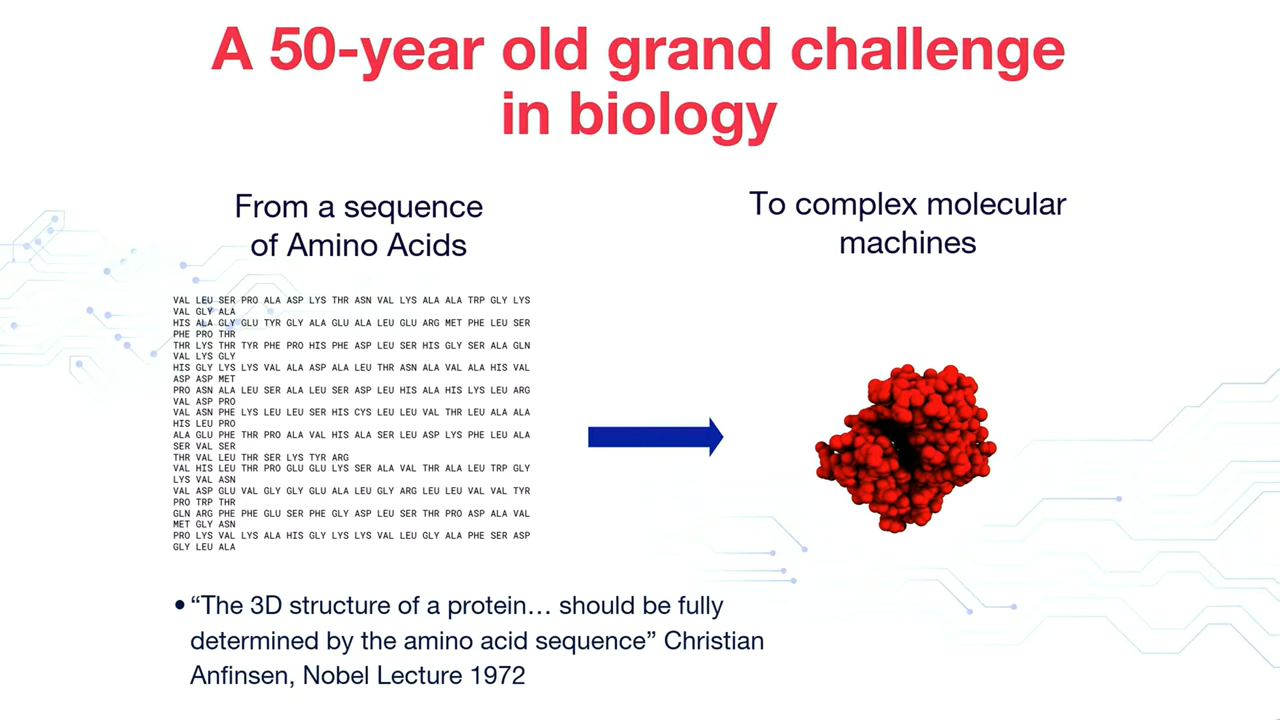 A 50-year old grand challenge
in biology
From a sequence
of Amino Acids
To complex molecular
machines
VAL LEU SER PRO ALA ASP LYS THR ASN VAL LYS ALA ALA TRP GLY LYS
VAL GLY ALA
HIS ALA GLY GLU TYR GLY ALA GLU ALA LEU GLU ARG MET PHE LEU SER
PHE PRO THR
THR LYS THR TYR PHE PRO HIS PHE ASP LEU SER HIS GLY SER ALA GLN
VAL LYS GLY
HIS GLY LYS LYS VAL ALA ASP ALA LEU THR ASN ALA VAL ALA HIS VAL
ASP ASP MET
PRO ASN ALA LEU SER ALA LEU SER ASP LEU HIS ALA HIS LYS LEU ARG
VAL ASP PRO
VAL ASN PHE LYS LEU LEU SER HIS CYS LEU LEU VAL THR LEU ALA ALA
HIS LEU PRO
ALA GLU PHE THR PRO ALA VAL HIS ALA SER LEU ASP LYS PHE LEU ALA
SER VAL SER
THR VAL LEU THR SER LYS TYR ARG
VAL HIS LEU THR PRO GLU GLU LYS SER ALA VAL THR ALA LEU TRP GLY
LYS VAL ASN
VAL ASP GLU VAL GLY GLY GLU ALA LEU GLY ARG LEU LEU VAL VAL TYR
PRO TRP THR
GLN ARG PHE PHE GLU SER PHE GLY ASP LEU SER THR PRO ASP ALA VAL
MET GLY ASN
PRO LYS VAL LYS ALA HIS GLY LYS LYS VAL LEU GLY ALA PHE SER ASP
GLY LEU ALA
• “The 3D structure of a protein… should be fully
determined by the amino acid sequence” Christian
Anfinsen, Nobel Lecture 1972